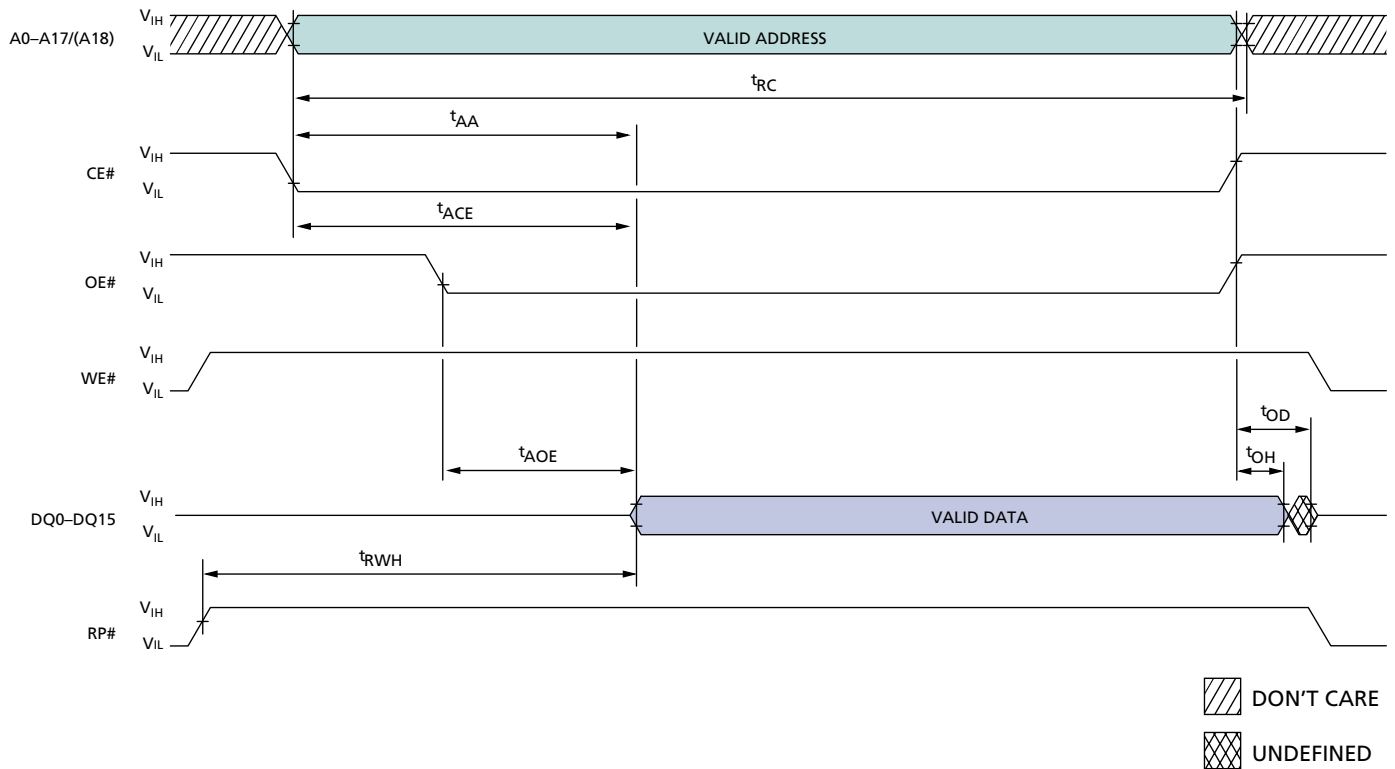 VIH
A0–A17/(A18)
VALID ADDRESS
VIL
tRC
tAA
VIH
CE#
VIL
tACE
VIH
OE#
VIL
VIH
WE#
VIL
tOD
tAOE
tOH
VIH
DQ0–DQ15
VALID DATA
VIL
tRWH
VIH
RP#
VIL
DON'T CARE
UNDEFINED